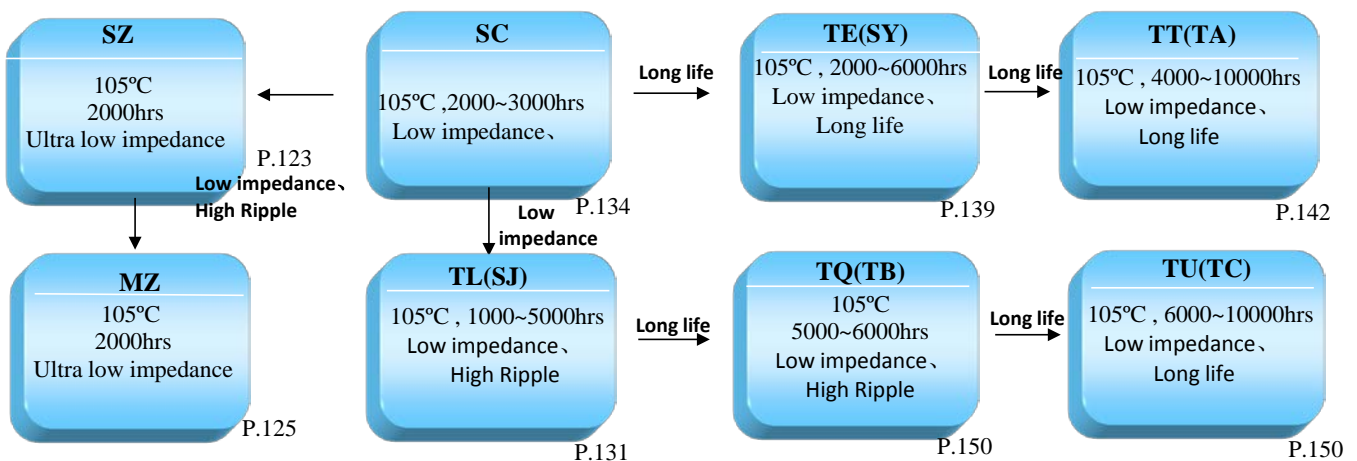 SZ
105ºC
2000hrs
Ultra low impedance
P.123
Low impedance、
High Ripple
SC
105ºC ,2000~3000hrs
Low impedance、
P.134
Low
impedance
Long life
TE(SY)
105ºC , 2000~6000hrs
Low impedance、
Long life
P.139
Long life
TT(TA)
105ºC , 4000~10000hrs
Low impedance、
Long life
P.142
MZ
105ºC
2000hrs
Ultra low impedance
P.125
TL(SJ)
105ºC , 1000~5000hrs
Low impedance、
High Ripple
P.131
Long life
TQ(TB)
105ºC
5000~6000hrs
Low impedance、
High Ripple
P.150
Long life
TU(TC)
105ºC , 6000~10000hrs
Low impedance、
Long life
P.150